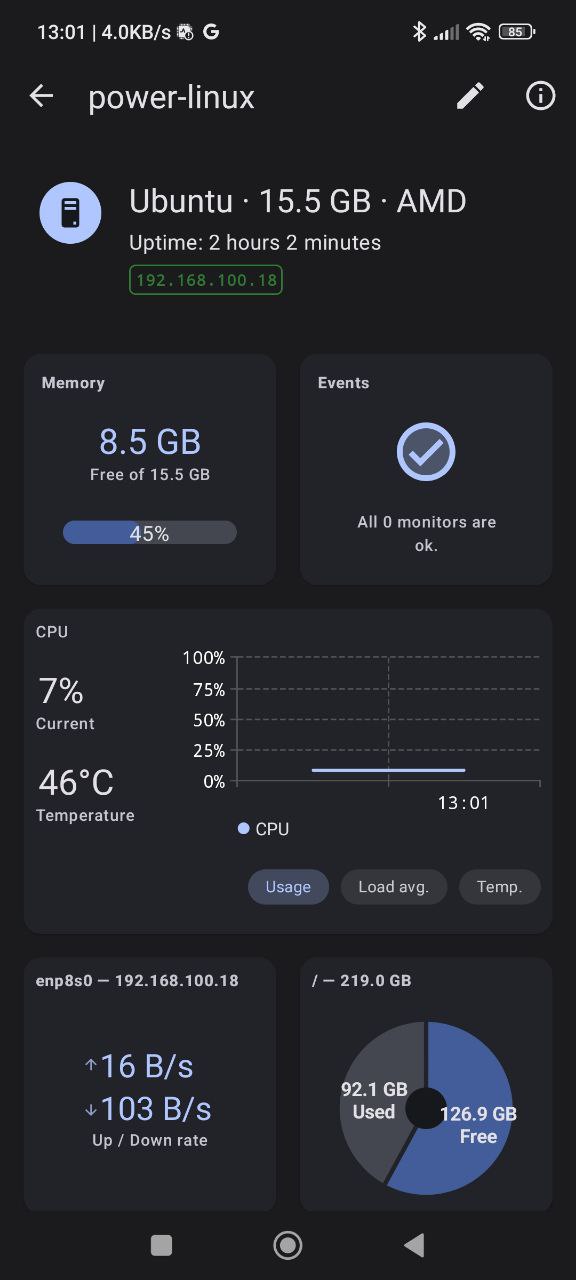 13:01 | 4.0KB/s
85
power-linux
Ubuntu · 15.5 GB · AMD
Uptime: 2 hours 2 minutes
192.168.100.18
Memory
8.5 GB
Free of 15.5 GB
45%
Events
All 0 monitors are
ok.
CPU
7%
Current
46°C
Temperature
100%
75%
50%
25%
0%
13:01
CPU
Usage
Load avg.
Temp.
enp8s0 — 192.168.100.18
↑16 B/s
↓103 B/s
Up / Down rate
/ — 219.0 GB
92.1 GB
Used
126.9 GB
Free